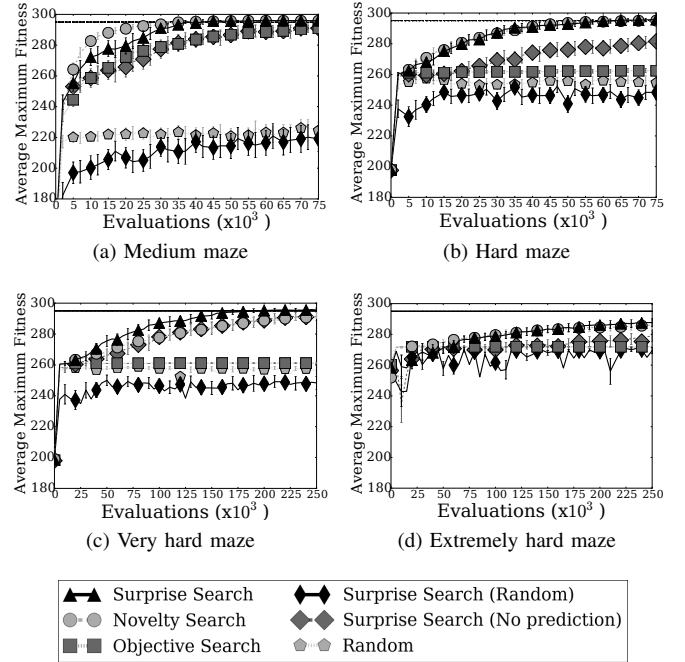 300
280
260
240
220
200
180
Average Maximum Fitness
0 5 10 15 20 25 30 35 40 45 50 55 60 65 70 75
Evaluations (x10³ )
(a) Medium maze
300
280
260
240
220
200
180
Average Maximum Fitness
0 5 10 15 20 25 30 35 40 45 50 55 60 65 70 75
Evaluations (x10³ )
(b) Hard maze
300
280
260
240
220
200
180
Average Maximum Fitness
0 25 50 75 100 125 150 175 200 225 250
Evaluations (x10³ )
(c) Very hard maze
300
280
260
240
220
200
180
Average Maximum Fitness
0 25 50 75 100 125 150 175 200 225 250
Evaluations (x10³ )
(d) Extremely hard maze
Surprise Search
Novelty Search
Objective Search
Surprise Search (Random)
Surprise Search (No prediction)
Random